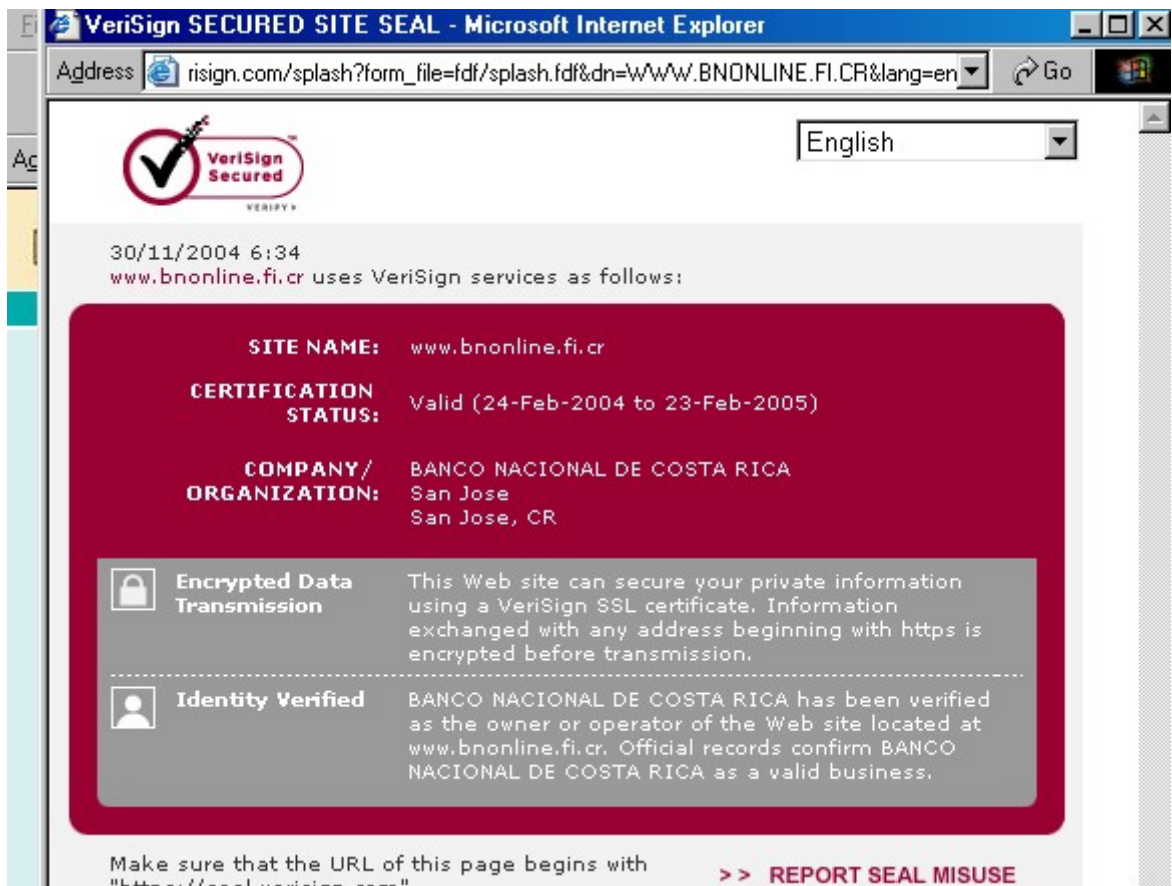 VeriSign SECURED SITE SEAL - Microsoft Internet Explorer
Address risign.com/splash?form_file=fdf/splash.fdf&dn=WWW.BNONLINE.FI.CR&lang=en Go
VeriSign
Secured
VERIFY
English
30/11/2004 6:34
www.bnonline.fi.cr uses VeriSign services as follows:
SITE NAME: www.bnonline.fi.cr
CERTIFICATION
STATUS: Valid (24-Feb-2004 to 23-Feb-2005)
COMPANY/ BANCO NACIONAL DE COSTA RICA
ORGANIZATION: San Jose
San Jose, CR
Encrypted Data This Web site can secure your private information
Transmission using a VeriSign SSL certificate. Information
exchanged with any address beginning with https is
encrypted before transmission.
Identity Verified BANCO NACIONAL DE COSTA RICA has been verified
as the owner or operator of the Web site located at
www.bnonline.fi.cr. Official records confirm BANCO
NACIONAL DE COSTA RICA as a valid business.
Make sure that the URL of this page begins with
>> REPORT SEAL MISUSE